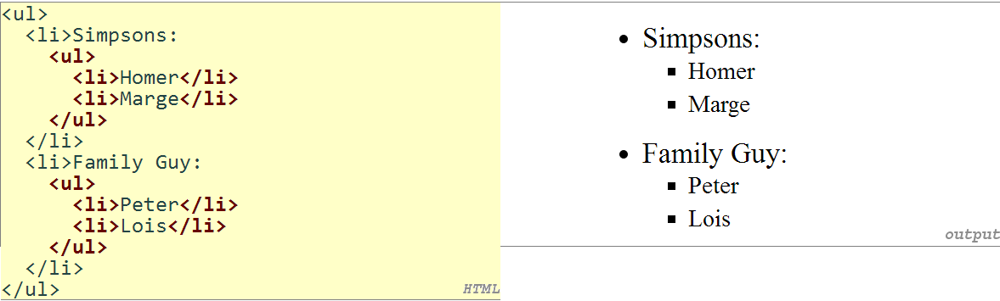 <ul>
  <li>Simpsons:
    <ul>
      <li>Homer</li>
      <li>Marge</li>
    </ul>
  </li>
  <li>Family Guy:
    <ul>
      <li>Peter</li>
      <li>Lois</li>
    </ul>
  </li>
</ul>
HTML
• Simpsons:
▪ Homer
▪ Marge
• Family Guy:
▪ Peter
▪ Lois
output